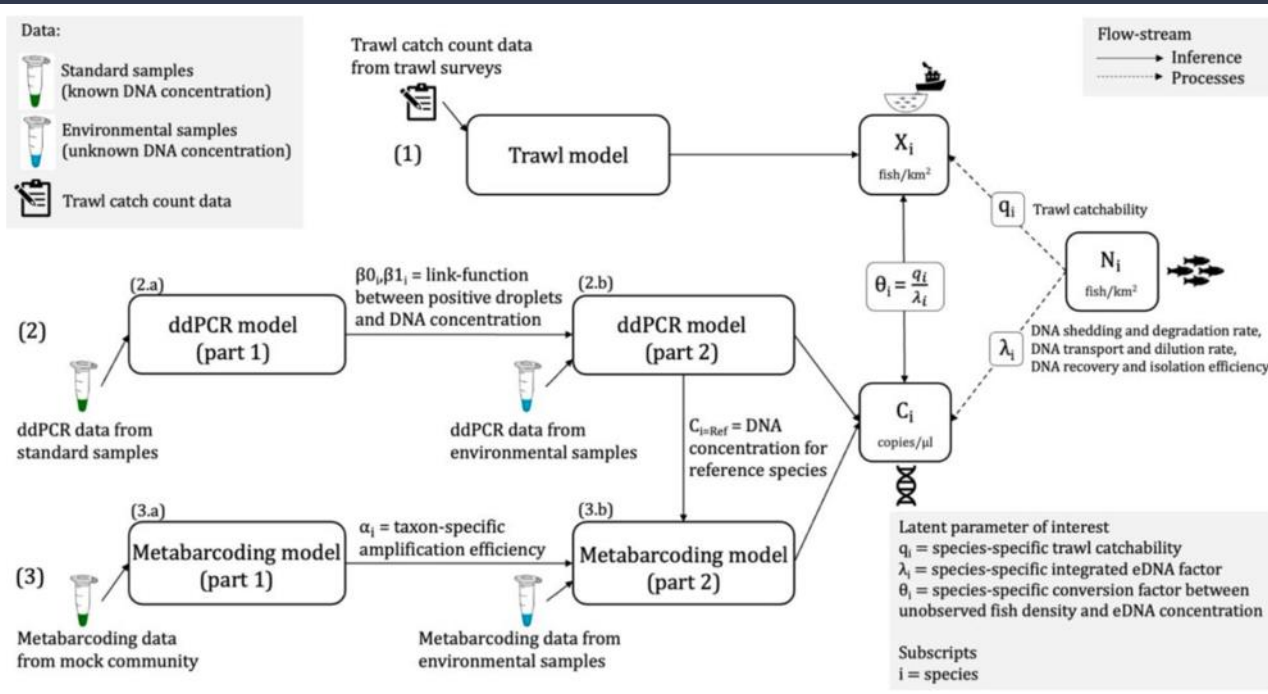 Data:
Standard samples
(known DNA concentration)
Environmental samples
(unknown DNA concentration)
Trawl catch count data
Trawl catch count data
from trawl surveys
(1)
Trawl model
Xᵢ
fish/km²
Flow-stream
Inference
Processes
qᵢ
Trawl catchability
Nᵢ
fish/km²
θᵢ = qᵢ/λᵢ
λᵢ
DNA shedding and degradation rate,
DNA transport and dilution rate,
DNA recovery and isolation efficiency
(2)
(2.a)
ddPCR model
(part 1)
ddPCR data from
standard samples
β0ᵢ,β1ᵢ = link-function
between positive droplets
and DNA concentration
(2.b)
ddPCR model
(part 2)
ddPCR data from
environmental samples
Cᵢ₌Ref = DNA
concentration for
reference species
Cᵢ
copies/μl
(3)
(3.a)
Metabarcoding model
(part 1)
Metabarcoding data
from mock community
αᵢ = taxon-specific
amplification efficiency
(3.b)
Metabarcoding model
(part 2)
Metabarcoding data from
environmental samples
Latent parameter of interest
qᵢ = species-specific trawl catchability
λᵢ = species-specific integrated eDNA factor
θᵢ = species-specific conversion factor between
unobserved fish density and eDNA concentration
Subscripts
i = species